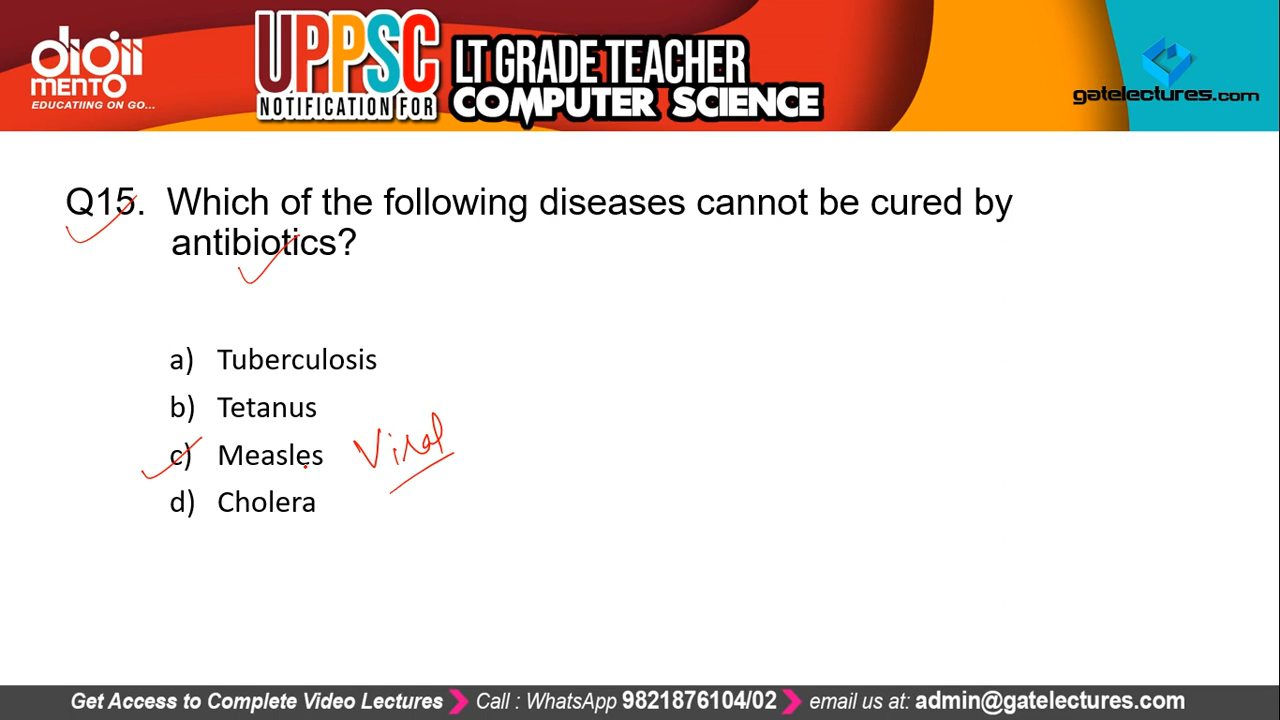 digii
MENTO
EDUCATIING ON GO...
UPPSC
NOTIFICATION FOR
LT GRADE TEACHER
COMPUTER SCIENCE
gatelectures.com
Q15. Which of the following diseases cannot be cured by
antibiotics?
a) Tuberculosis
b) Tetanus
c) Measles Viral
d) Cholera
Get Access to Complete Video Lectures Call : WhatsApp 9821876104/02 email us at: admin@gatelectures.com